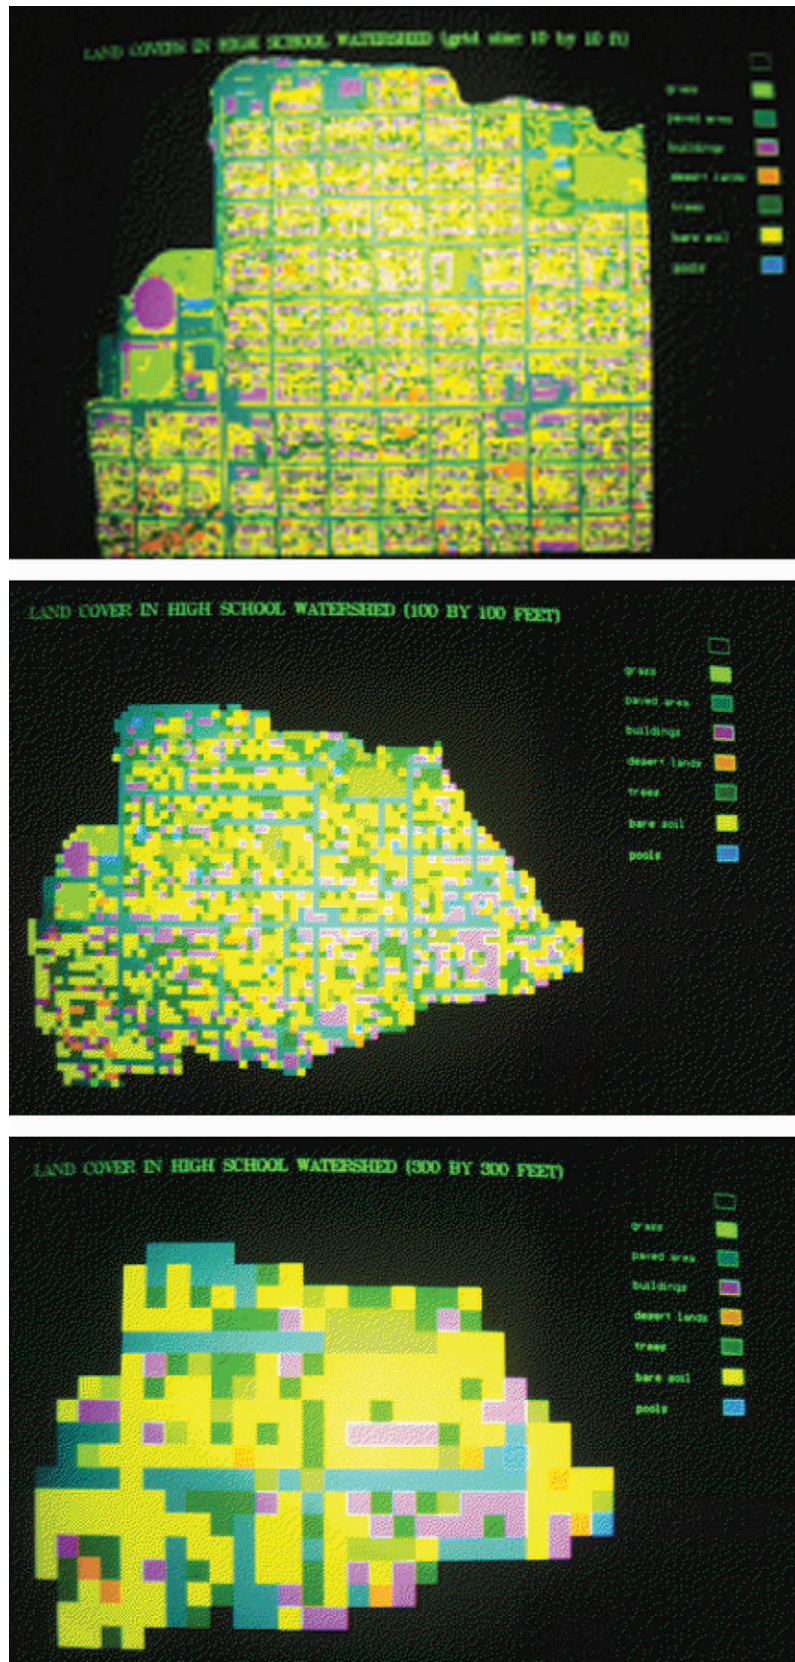 LAND COVERS IN HIGH SCHOOL WATERSHED (grid size 10 by 10 ft)
grass
paved area
buildings
desert lands
trees
bare soil
pools
LAND COVER IN HIGH SCHOOL WATERSHED (100 BY 100 FEET)
grass
paved area
buildings
desert lands
trees
bare soil
pools
LAND COVER IN HIGH SCHOOL WATERSHED (300 BY 300 FEET)
grass
paved area
buildings
desert lands
trees
bare soil
pools